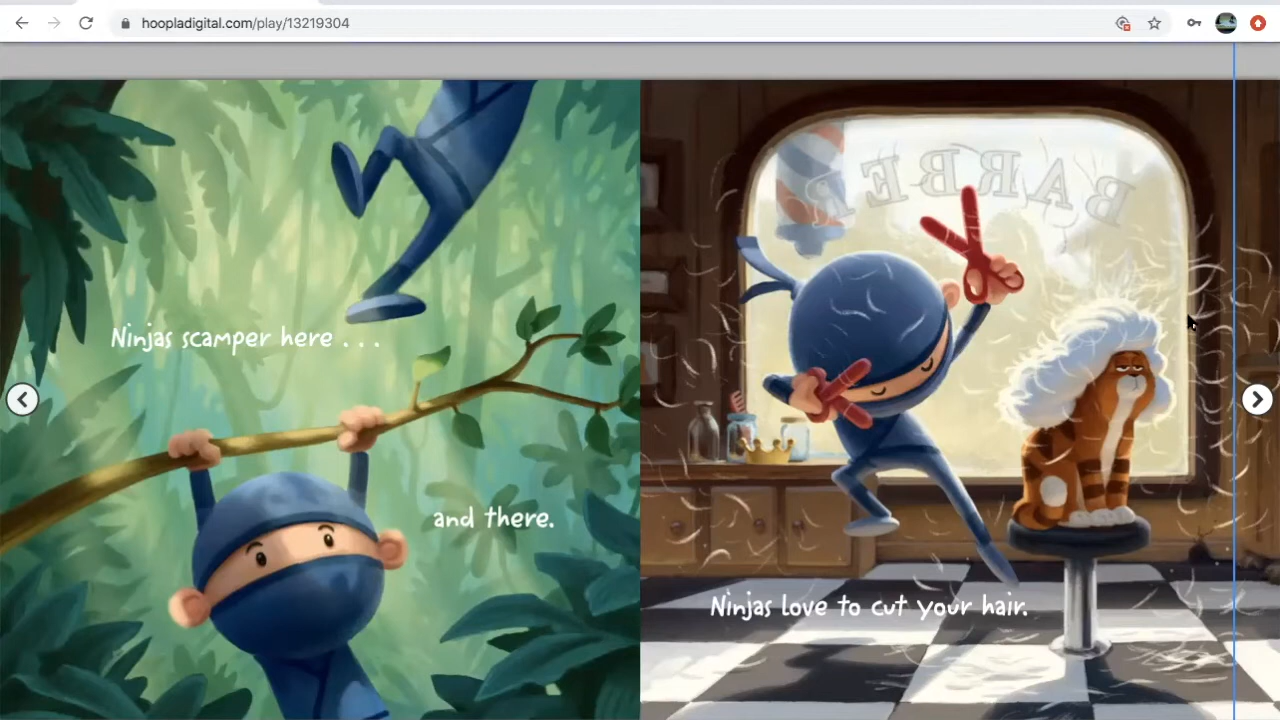 hoopladigital.com/play/13219304
Ninjas scamper here . . .
and there.
BARBER
Ninjas love to cut your hair.